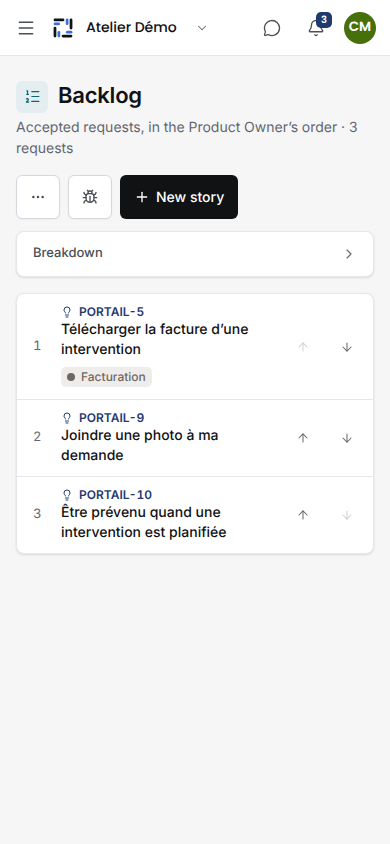 Atelier Démo
3
CM
Backlog
Accepted requests, in the Product Owner’s order · 3
requests
New story
Breakdown
PORTAIL-5
1
Télécharger la facture d’une
intervention
Facturation
PORTAIL-9
2
Joindre une photo à ma
demande
PORTAIL-10
3
Être prévenu quand une
intervention est planifiée